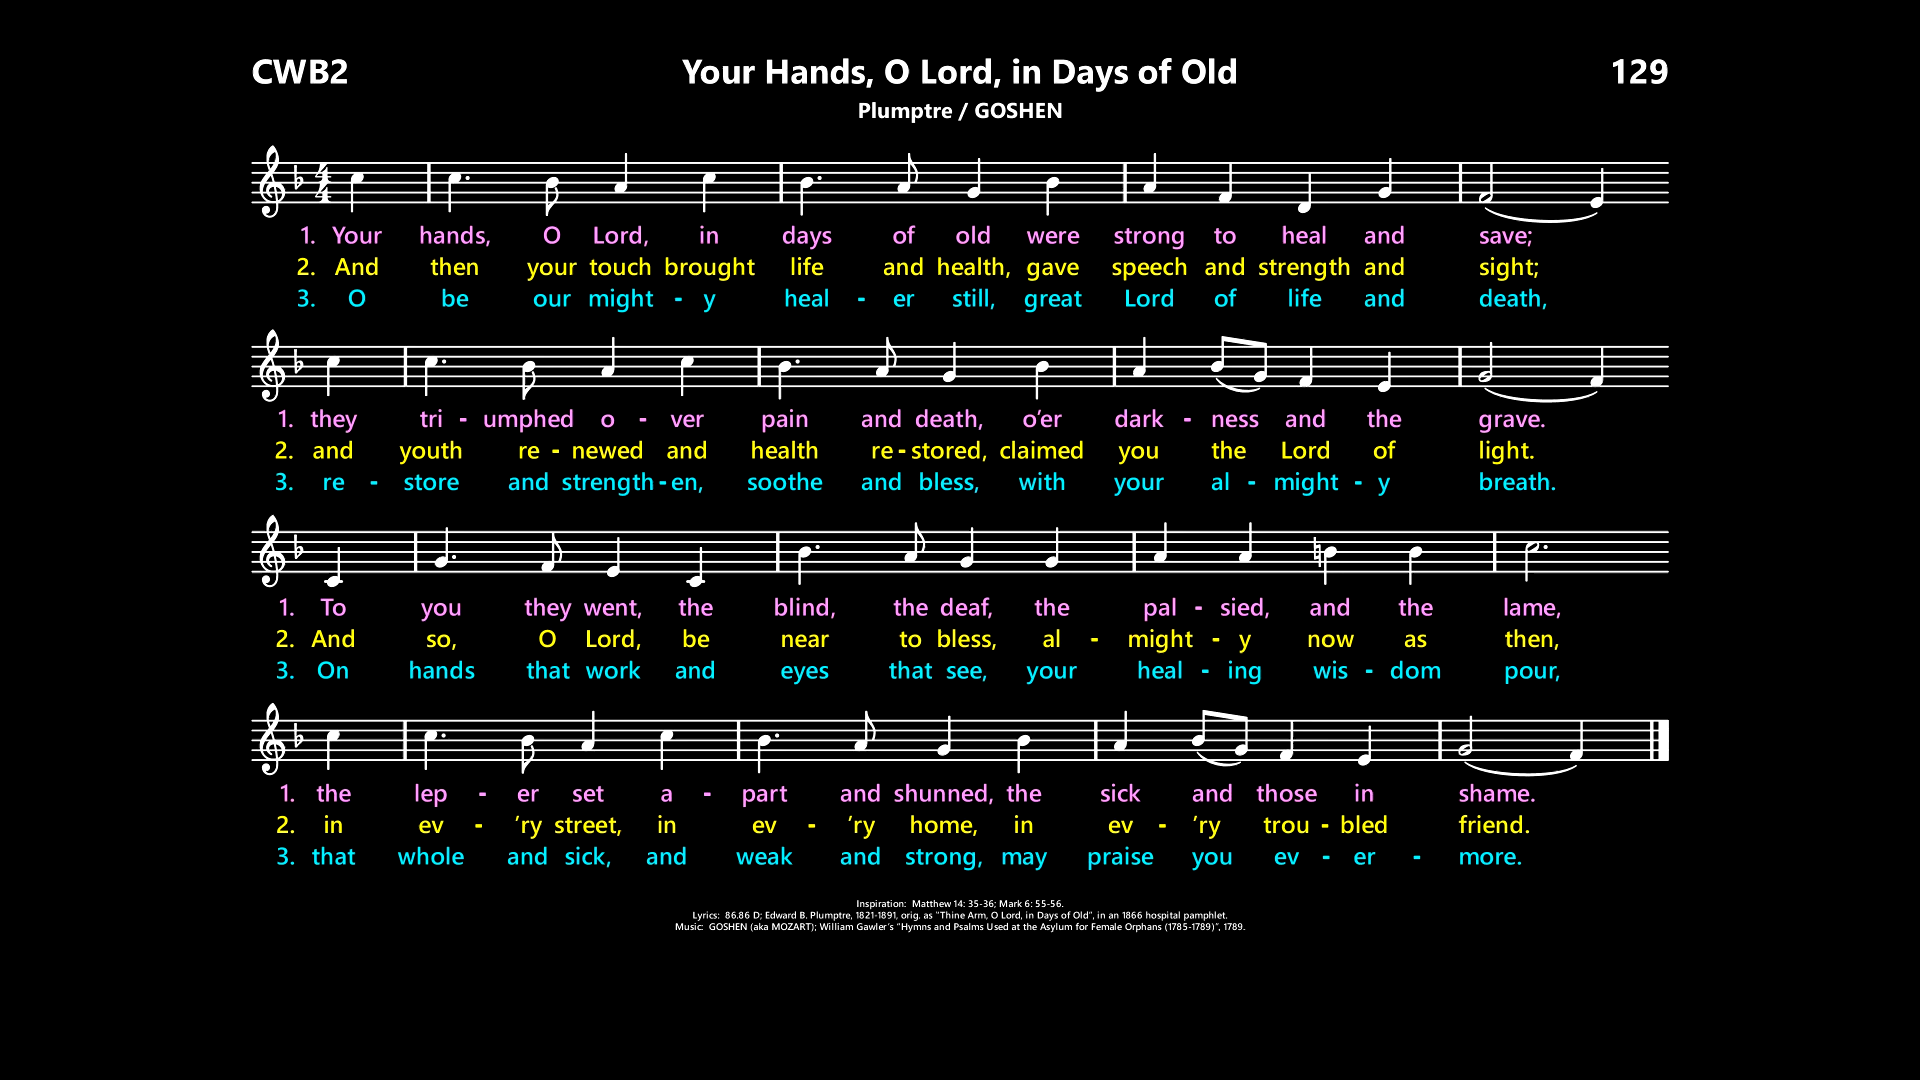 CWB2 Your Hands, O Lord, in Days of Old 129
Plumptre / GOSHEN
4
4
1. Your hands, O Lord, in days of old were strong to heal and save;
2. And then your touch brought life and health, gave speech and strength and sight;
3. O be our might - y heal - er still, great Lord of life and death,
1. they tri - umphed o - ver pain and death, o’er dark - ness and the grave.
2. and youth re - newed and health re - stored, claimed you the Lord of light.
3. re - store and strength - en, soothe and bless, with your al - might - y breath.
1. To you they went, the blind, the deaf, the pal - sied, and the lame,
2. And so, O Lord, be near to bless, al - might - y now as then,
3. On hands that work and eyes that see, your heal - ing wis - dom pour,
1. the lep - er set a - part and shunned, the sick and those in shame.
2. in ev - ’ry street, in ev - ’ry home, in ev - ’ry trou - bled friend.
3. that whole and sick, and weak and strong, may praise you ev - er - more.
Inspiration: Matthew 14: 35-36; Mark 6: 55-56.
Lyrics: 86.86 D; Edward B. Plumptre, 1821-1891, orig. as "Thine Arm, O Lord, in Days of Old", in an 1866 hospital pamphlet.
Music: GOSHEN (aka MOZART); William Gawler’s "Hymns and Psalms Used at the Asylum for Female Orphans (1785-1789)", 1789.